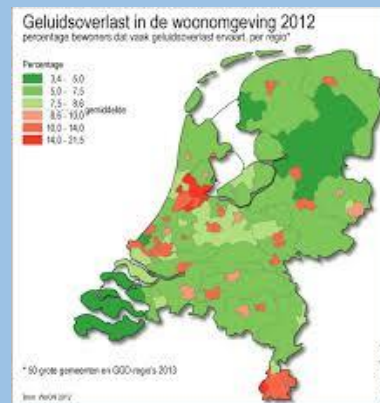 Geluidsoverlast in de woonomgeving 2012
percentage bewoners dat vaak geluidsoverlast ervaart, per regio*
Percentage
3,4 - 5,0
5,0 - 7,5
7,5 - 8,6
gemiddelde
8,6 - 10,0
10,0 - 14,0
14,0 - 21,5
* 50 grote gemeenten en GGD-regio's 2013